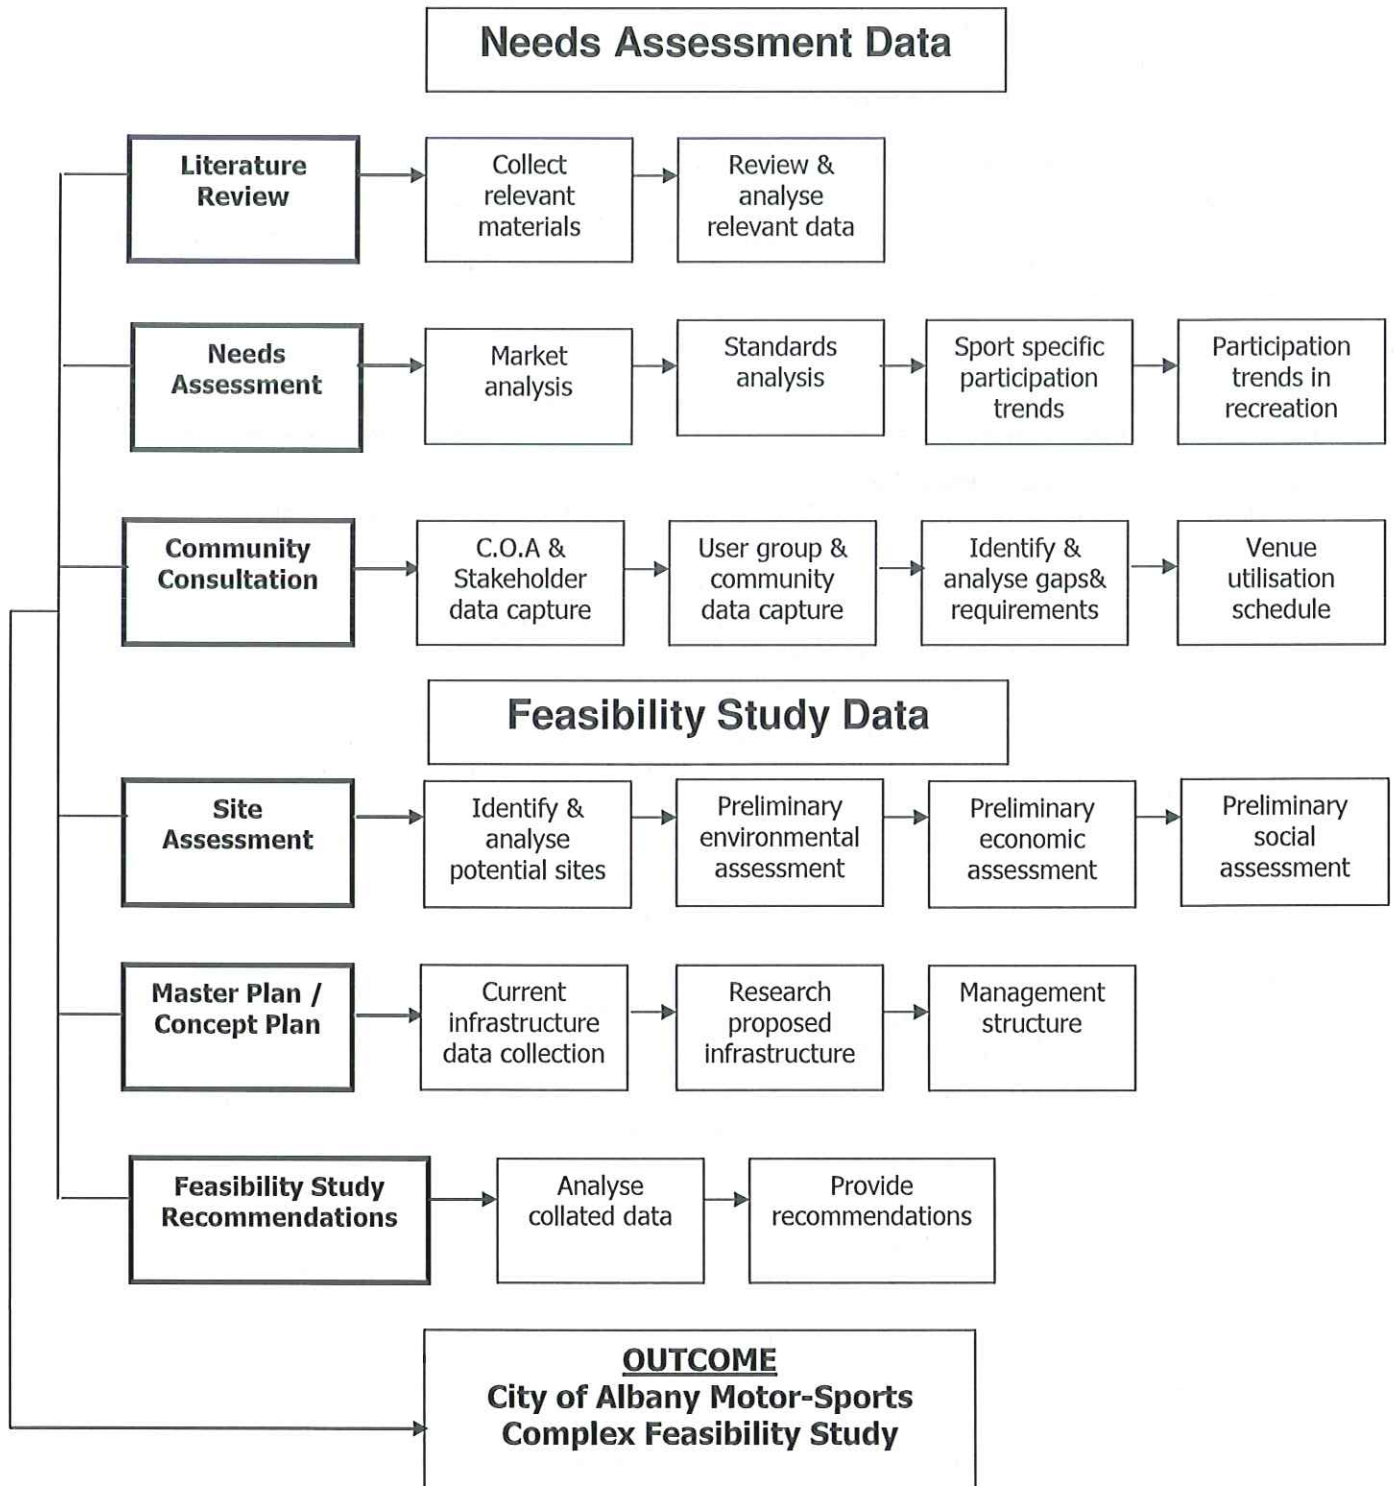 Needs Assessment Data
Literature
Review
Collect
relevant
materials
Review &
analyse
relevant data
Needs
Assessment
Market
analysis
Standards
analysis
Sport specific
participation
trends
Participation
trends in
recreation
Community
Consultation
C.O.A &
Stakeholder
data capture
User group &
community
data capture
Identify &
analyse gaps&
requirements
Venue
utilisation
schedule
Feasibility Study Data
Site
Assessment
Identify &
analyse
potential sites
Preliminary
environmental
assessment
Preliminary
economic
assessment
Preliminary
social
assessment
Master Plan /
Concept Plan
Current
infrastructure
data collection
Research
proposed
infrastructure
Management
structure
Feasibility Study
Recommendations
Analyse
collated data
Provide
recommendations
OUTCOME
City of Albany Motor-Sports
Complex Feasibility Study